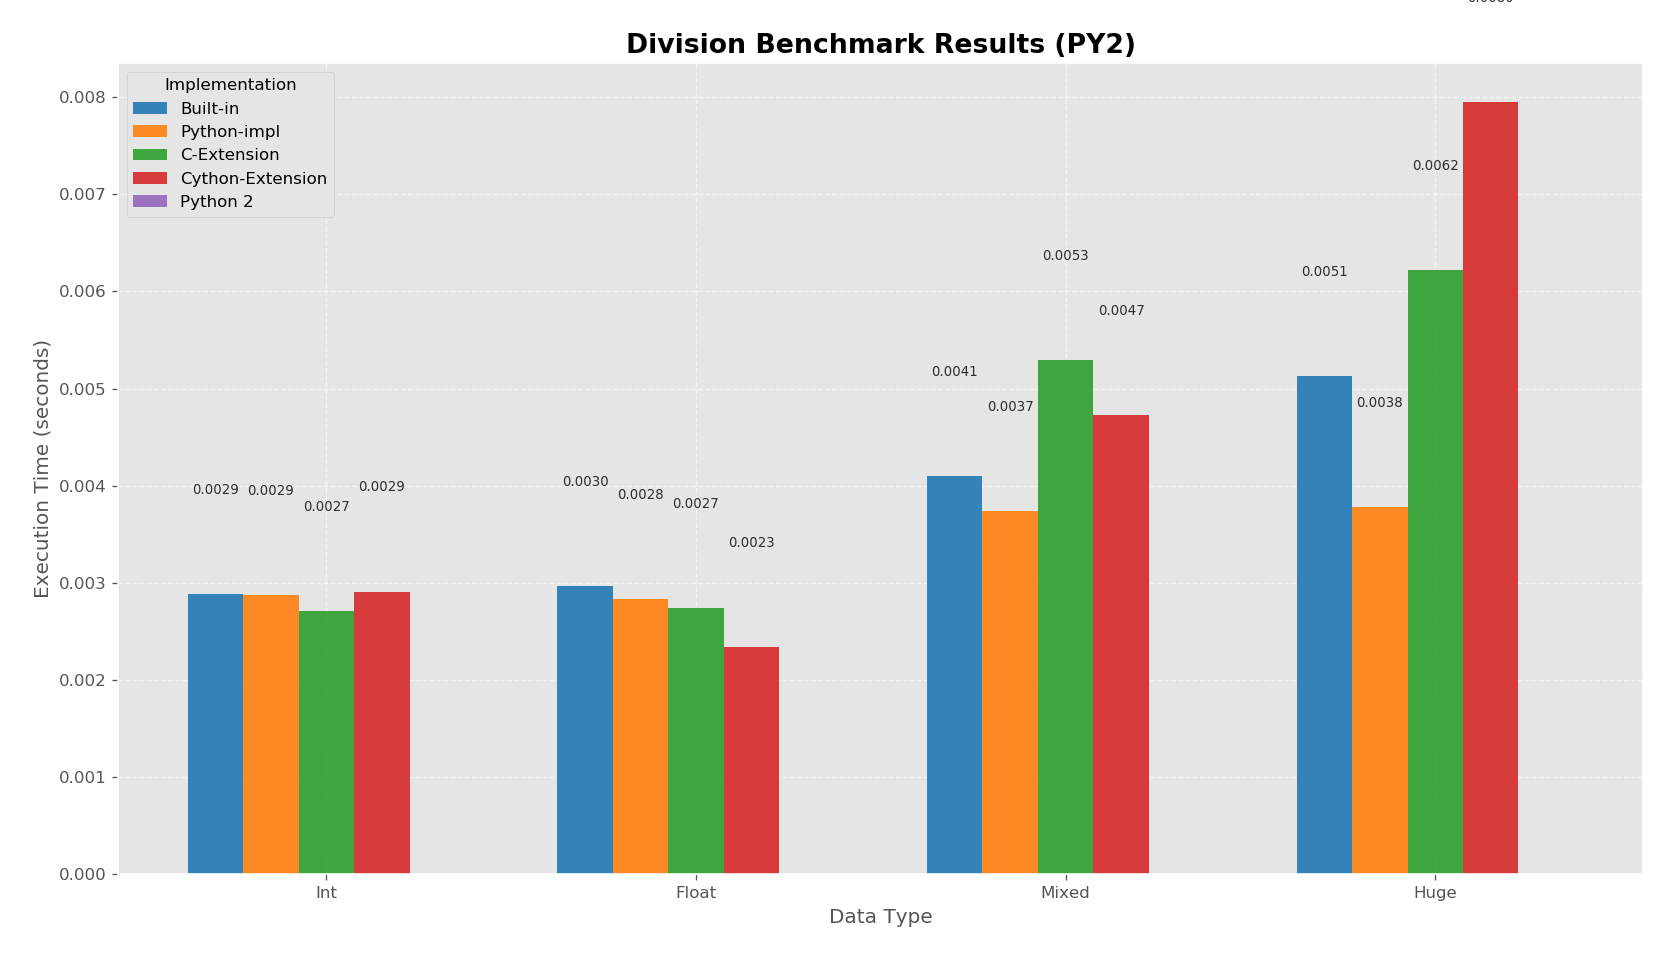 Division Benchmark Results (PY2)
Implementation
Built-in
Python-impl
C-Extension
Cython-Extension
Python 2
Execution Time (seconds)
0.008
0.007
0.006
0.005
0.004
0.003
0.002
0.001
0.000
0.0029
0.0029
0.0027
0.0029
0.0030
0.0028
0.0027
0.0023
0.0041
0.0037
0.0053
0.0047
0.0051
0.0038
0.0062
Int
Float
Mixed
Huge
Data Type